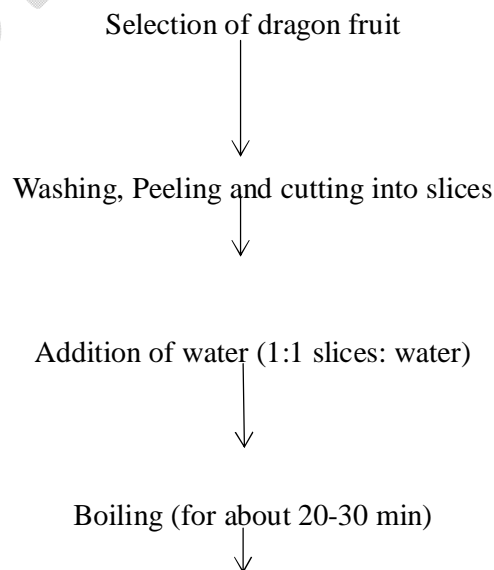 Selection of dragon fruit
Washing, Peeling and cutting into slices
Addition of water (1:1 slices: water)
Boiling (for about 20-30 min)